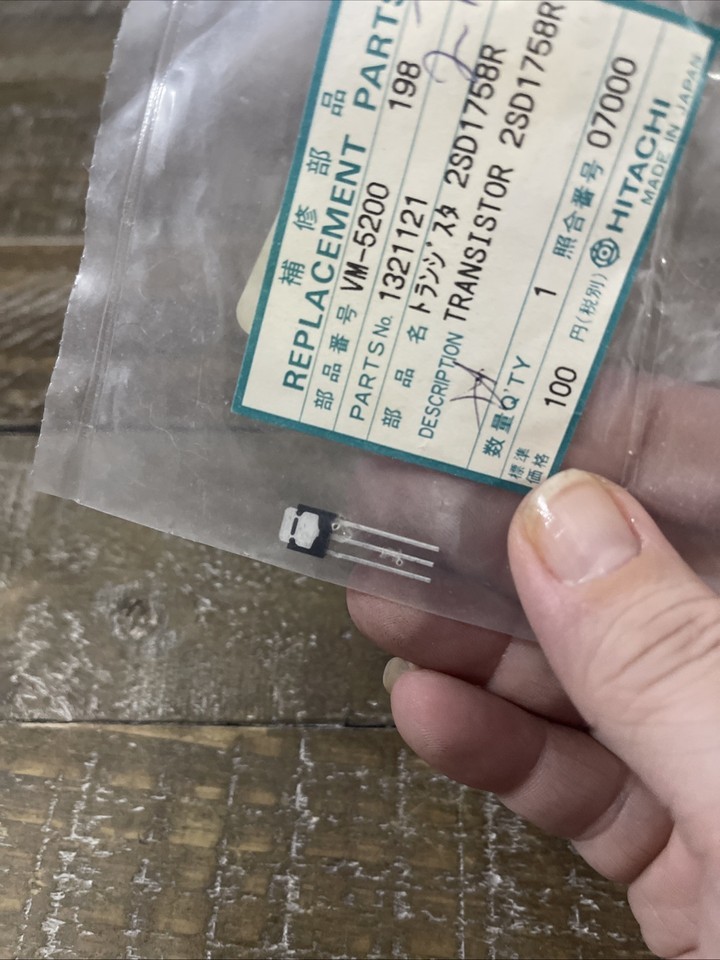 補修部品
REPLACEMENT PARTS
部品番号 VM-5200 198
PARTS No. 1321121
部品名 トランジスタ 2SD1758R
DESCRIPTION TRANSISTOR 2SD1758R
数量 Q'TY 1 照合番号 07000
標準価格 100 円(税別) HITACHI
MADE IN JAPAN